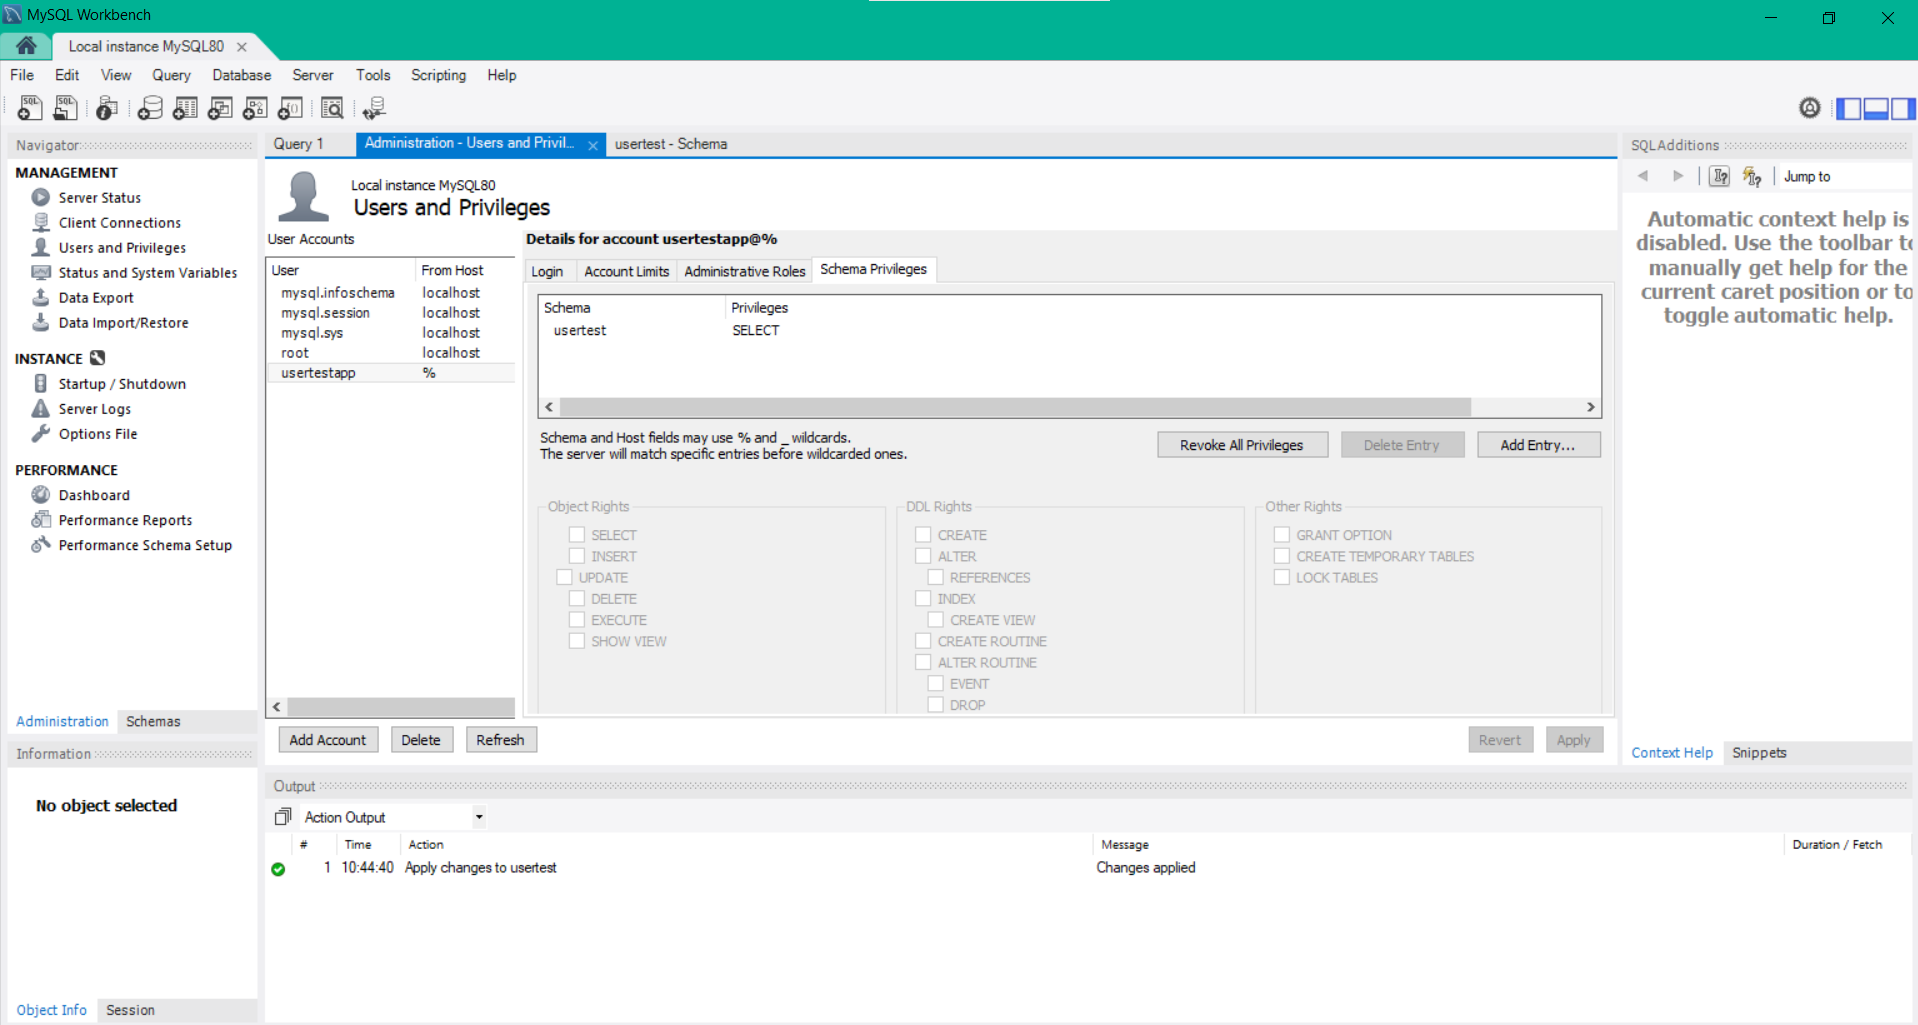 MySQL Workbench
Local instance MySQL80
File Edit View Query Database Server Tools Scripting Help
Navigator
MANAGEMENT
Server Status
Client Connections
Users and Privileges
Status and System Variables
Data Export
Data Import/Restore
INSTANCE
Startup / Shutdown
Server Logs
Options File
PERFORMANCE
Dashboard
Performance Reports
Performance Schema Setup
Administration Schemas
Information
No object selected
Object Info Session
Query 1 Administration - Users and Privil... usertest - Schema
Local instance MySQL80
Users and Privileges
User Accounts
User From Host
mysql.infoschema localhost
mysql.session localhost
mysql.sys localhost
root localhost
usertestapp %
Add Account Delete Refresh
Details for account usertestapp@%
Login Account Limits Administrative Roles Schema Privileges
Schema Privileges
usertest SELECT
Schema and Host fields may use % and _ wildcards.
The server will match specific entries before wildcarded ones.
Revoke All Privileges Delete Entry Add Entry...
Object Rights
SELECT
INSERT
UPDATE
DELETE
EXECUTE
SHOW VIEW
DDL Rights
CREATE
ALTER
REFERENCES
INDEX
CREATE VIEW
CREATE ROUTINE
ALTER ROUTINE
EVENT
DROP
Other Rights
GRANT OPTION
CREATE TEMPORARY TABLES
LOCK TABLES
Revert Apply
Output
Action Output
# Time Action Message Duration / Fetch
1 10:44:40 Apply changes to usertest Changes applied
SQLAdditions
Jump to
Automatic context help is
disabled. Use the toolbar to
manually get help for the
current caret position or to
toggle automatic help.
Context Help Snippets